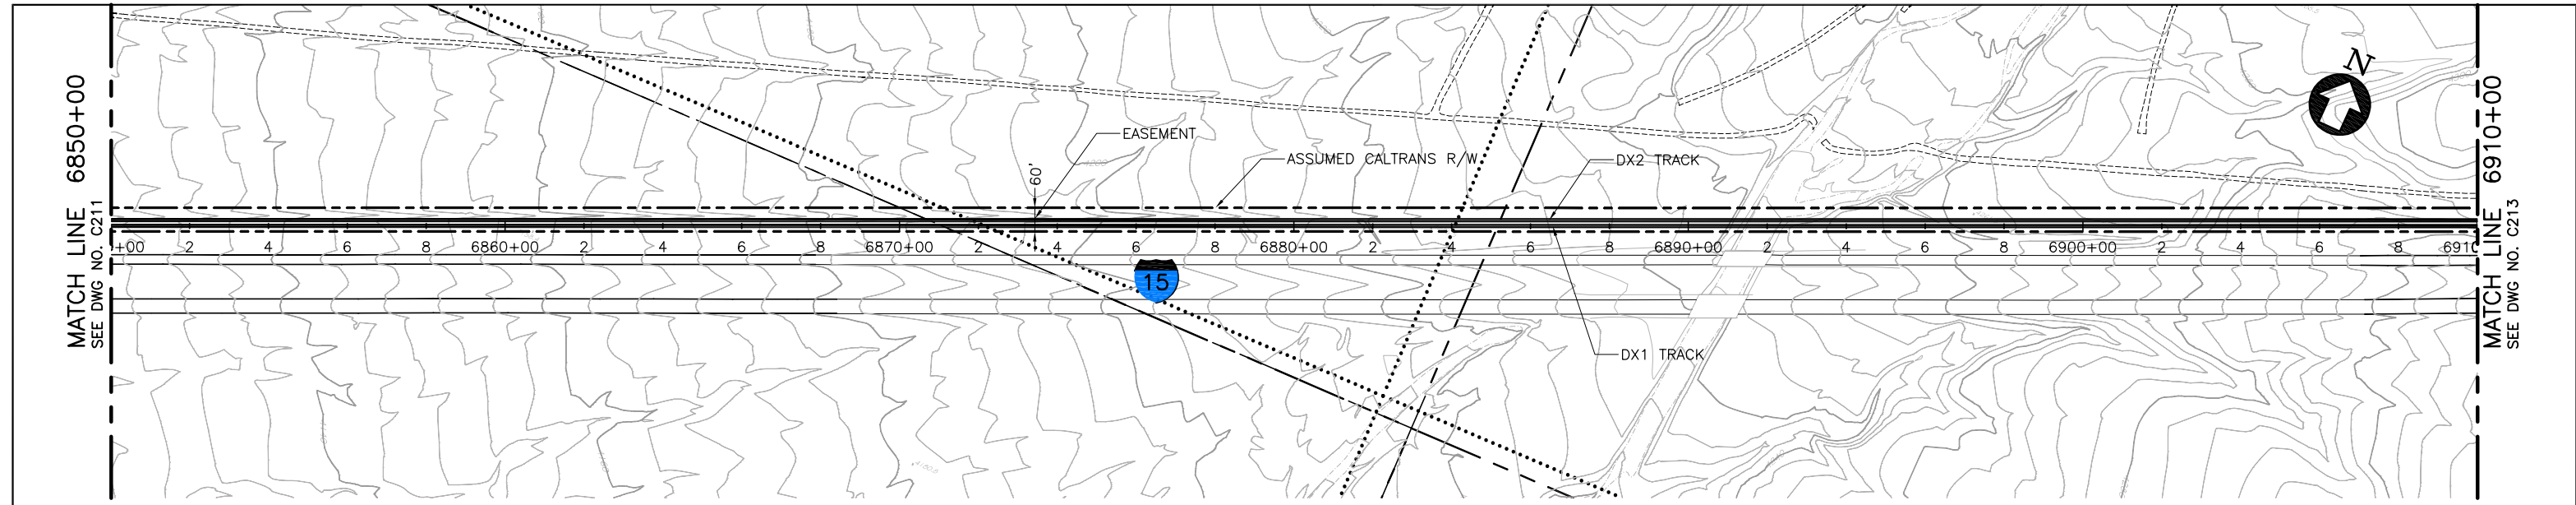 MATCH LINE 6850+00
SEE DWG NO. C211
EASEMENT
60'
ASSUMED CALTRANS R/W
DX2 TRACK
N
MATCH LINE 6910+00
SEE DWG NO. C213
+00 2 4 6 8 6860+00 2 4 6 8 6870+00 2 4 6 8 6880+00 2 4 6 8 6890+00 2 4 6 8 6900+00 2 4 6 8 6910
15
DX1 TRACK